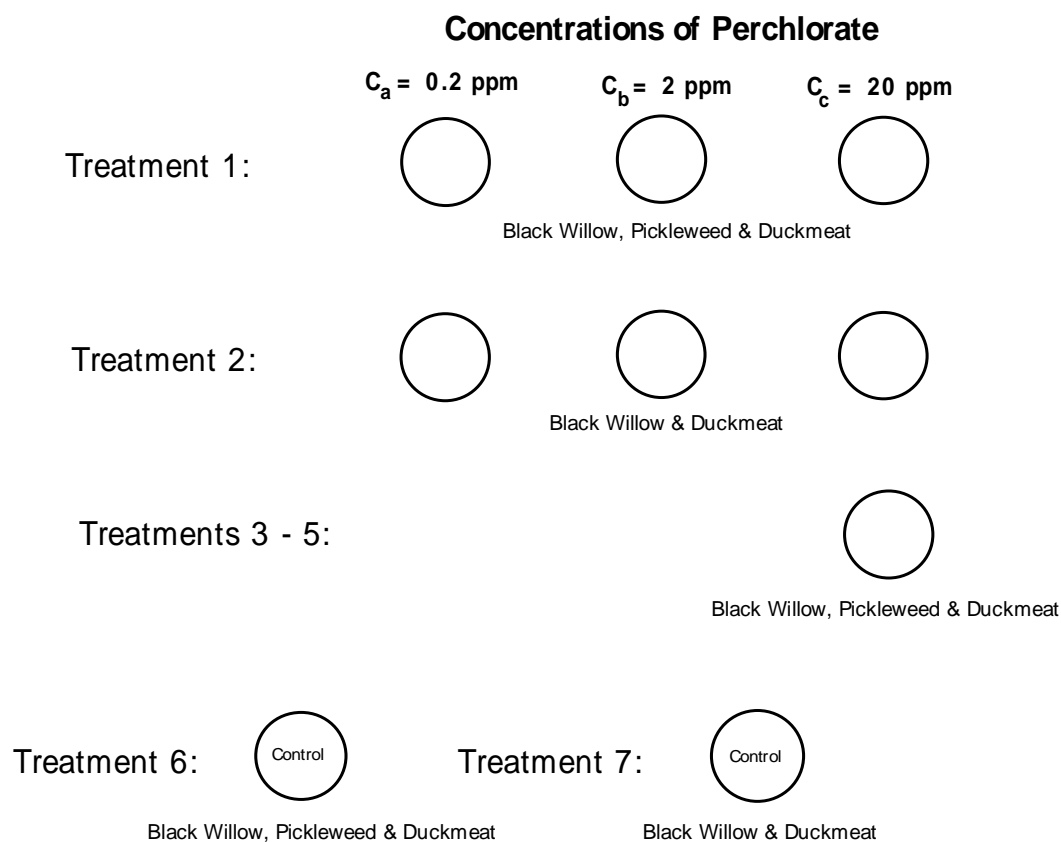 Concentrations of Perchlorate
Ca = 0.2 ppm Cb = 2 ppm Cc = 20 ppm
Treatment 1:
Black Willow, Pickleweed & Duckmeat
Treatment 2:
Black Willow & Duckmeat
Treatments 3 - 5:
Black Willow, Pickleweed & Duckmeat
Treatment 6: Control Treatment 7: Control
Black Willow, Pickleweed & Duckmeat Black Willow & Duckmeat